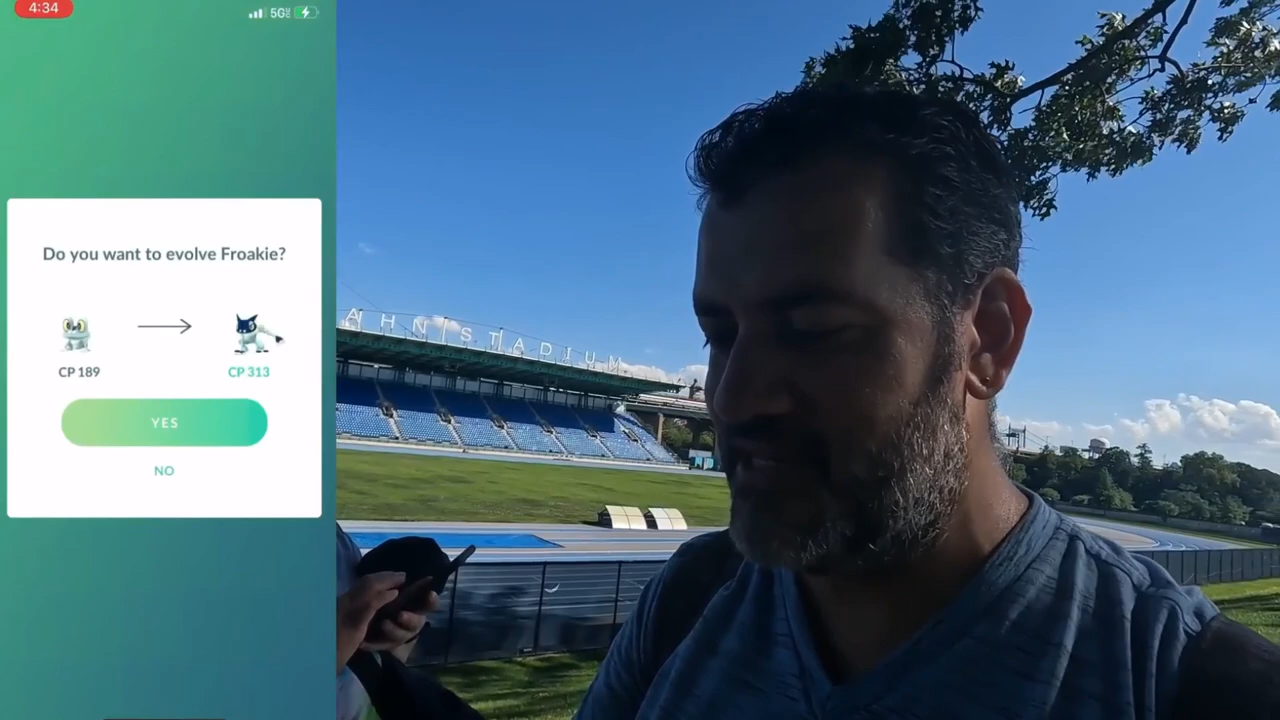 4:34
5G
Do you want to evolve Froakie?
CP 189
CP 313
YES
NO
AHN STADIUM